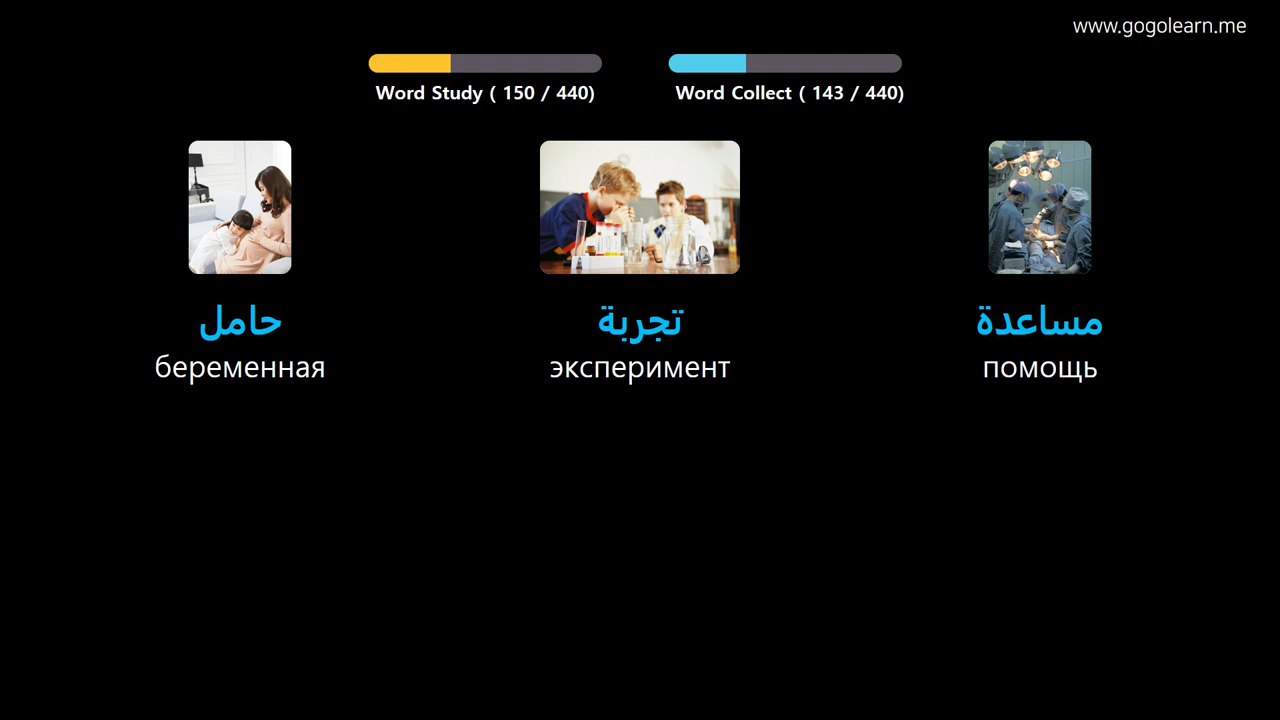 www.gogolearn.me
Word Study ( 150 / 440)
Word Collect ( 143 / 440)
حامل
беременная
تجربة
эксперимент
مساعدة
помощь